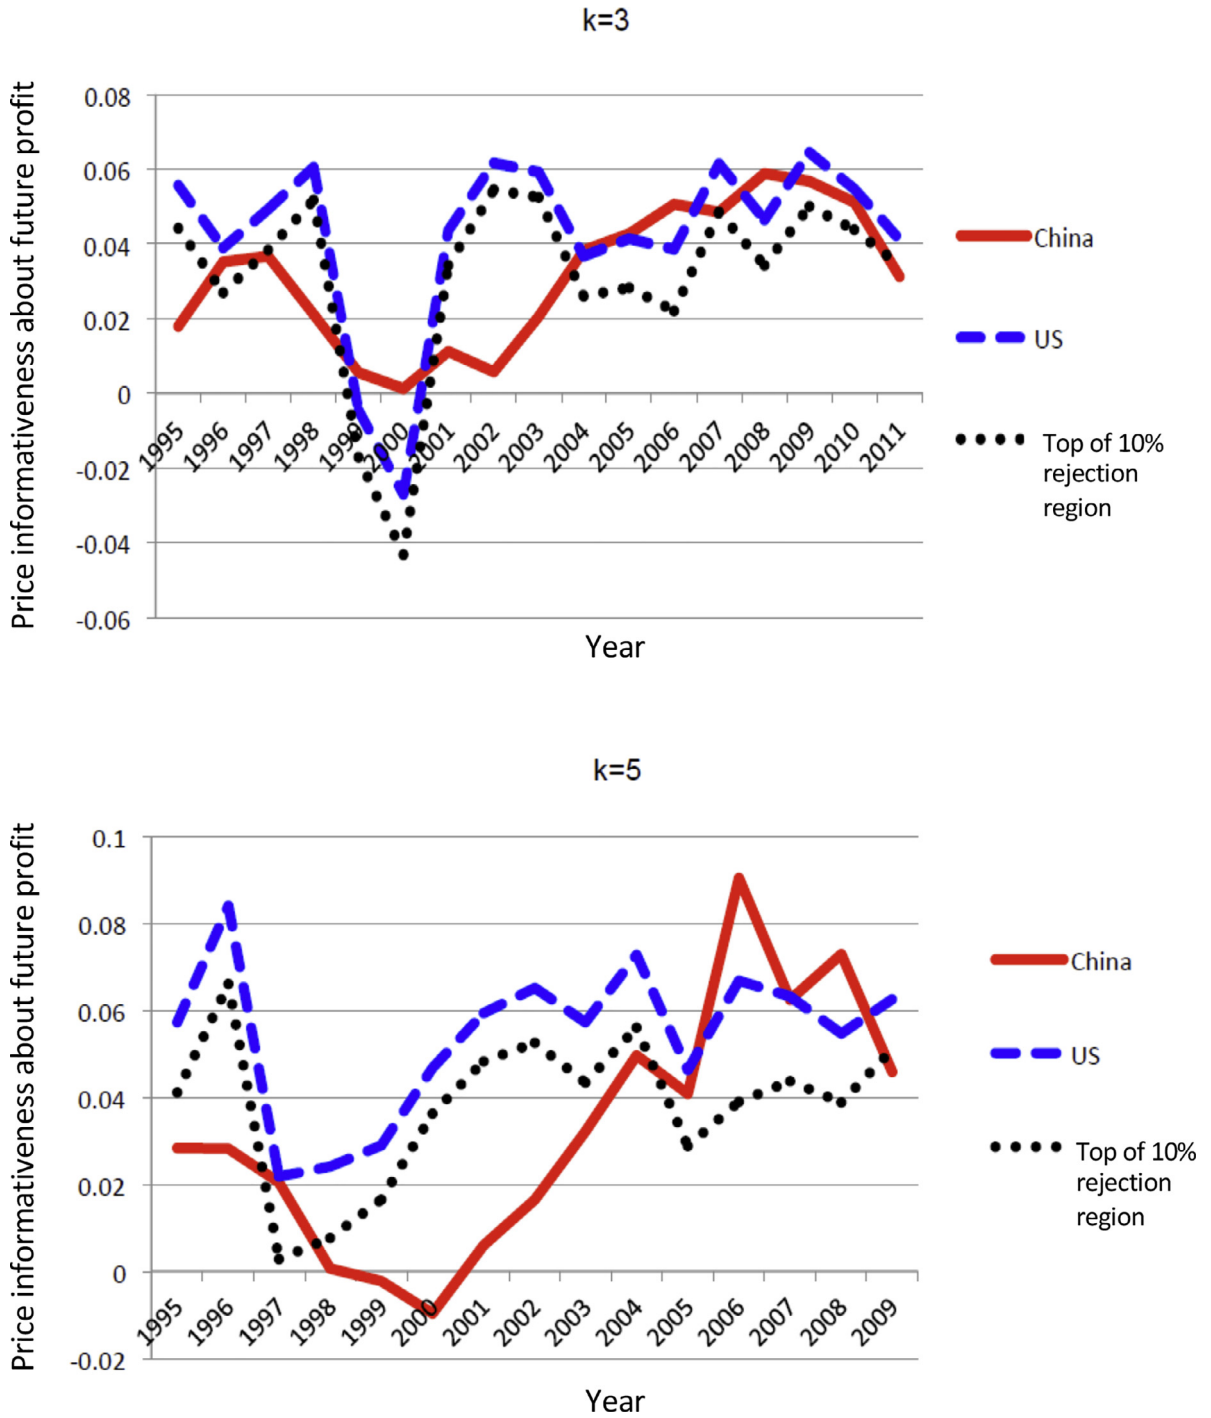 k=3
Price informativeness about future profit
0.08
0.06
0.04
0.02
0
-0.02
-0.04
-0.06
1995
1996
1997
1998
1999
2000
2001
2002
2003
2004
2005
2006
2007
2008
2009
2010
2011
Year
China
US
Top of 10%
rejection
region
k=5
Price informativeness about future profit
0.1
0.08
0.06
0.04
0.02
0
-0.02
1995
1996
1997
1998
1999
2000
2001
2002
2003
2004
2005
2006
2007
2008
2009
Year
China
US
Top of 10%
rejection
region